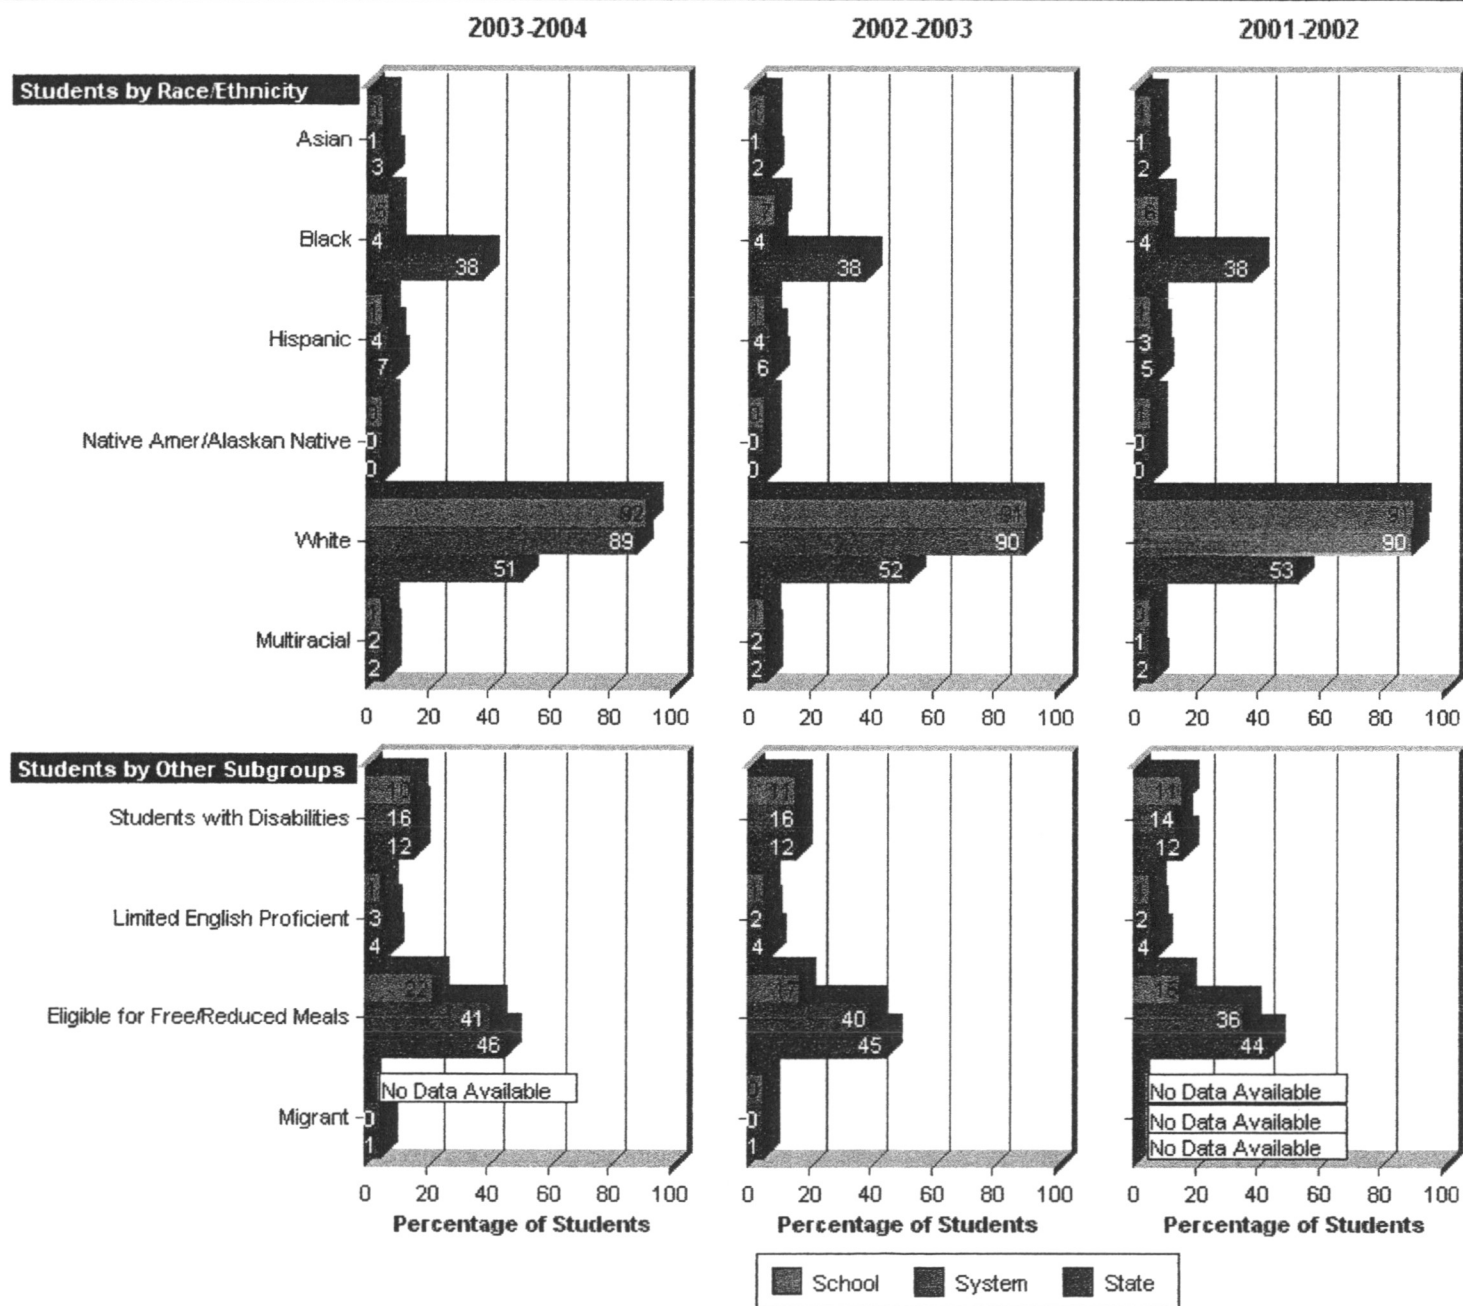 2003-2004 2002-2003 2001-2002
Students by Race/Ethnicity
Asian 1 1 1
3 2 2
Black 4 4 4
38 38 38
Hispanic 4 4 3
7 6 5
Native Amer/Alaskan Native 0 0 0
0 0 0
92 91 91
White 89 90 90
51 52 53
Multiracial 2 2 1
2 2 2
0 20 40 60 80 100 0 20 40 60 80 100 0 20 40 60 80 100
Students by Other Subgroups
11 11
Students with Disabilities 16 16 14
12 12 12
Limited English Proficient 3 2 2
4 4 4
22
Eligible for Free/Reduced Meals 41 40 36
46 45 44
No Data Available No Data Available
Migrant 0 0 No Data Available
1 1 No Data Available
0 20 40 60 80 100 0 20 40 60 80 100 0 20 40 60 80 100
Percentage of Students Percentage of Students Percentage of Students
School System State